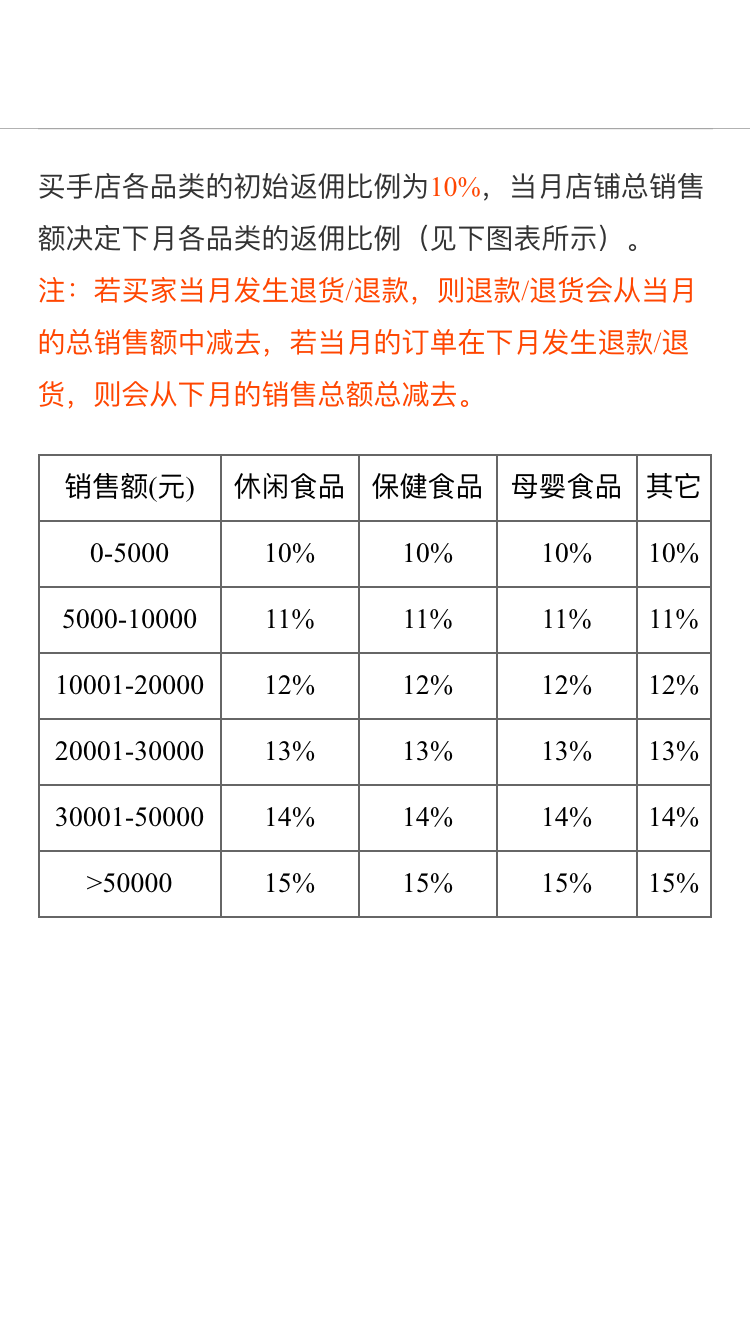 买手店各品类的初始返佣比例为10%，当月店铺总销售
额决定下月各品类的返佣比例（见下图表所示）。
注：若买家当月发生退货/退款，则退款/退货会从当月
的总销售额中减去，若当月的订单在下月发生退款/退
货，则会从下月的销售总额总减去。
销售额(元) 休闲食品 保健食品 母婴食品 其它
0-5000 10% 10% 10% 10%
5000-10000 11% 11% 11% 11%
10001-20000 12% 12% 12% 12%
20001-30000 13% 13% 13% 13%
30001-50000 14% 14% 14% 14%
>50000 15% 15% 15% 15%